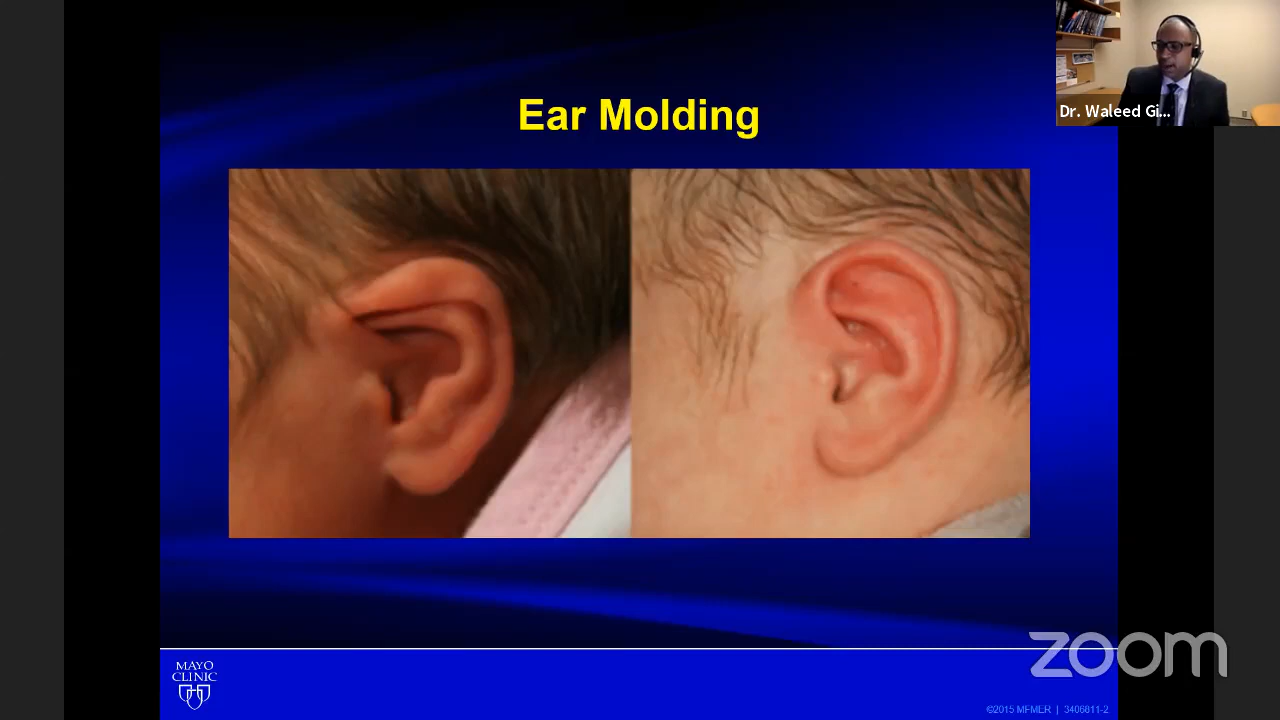 Ear Molding
Dr. Waleed Gi...
MAYO
CLINIC
zoom
©2015 MFMER | 3406811-2